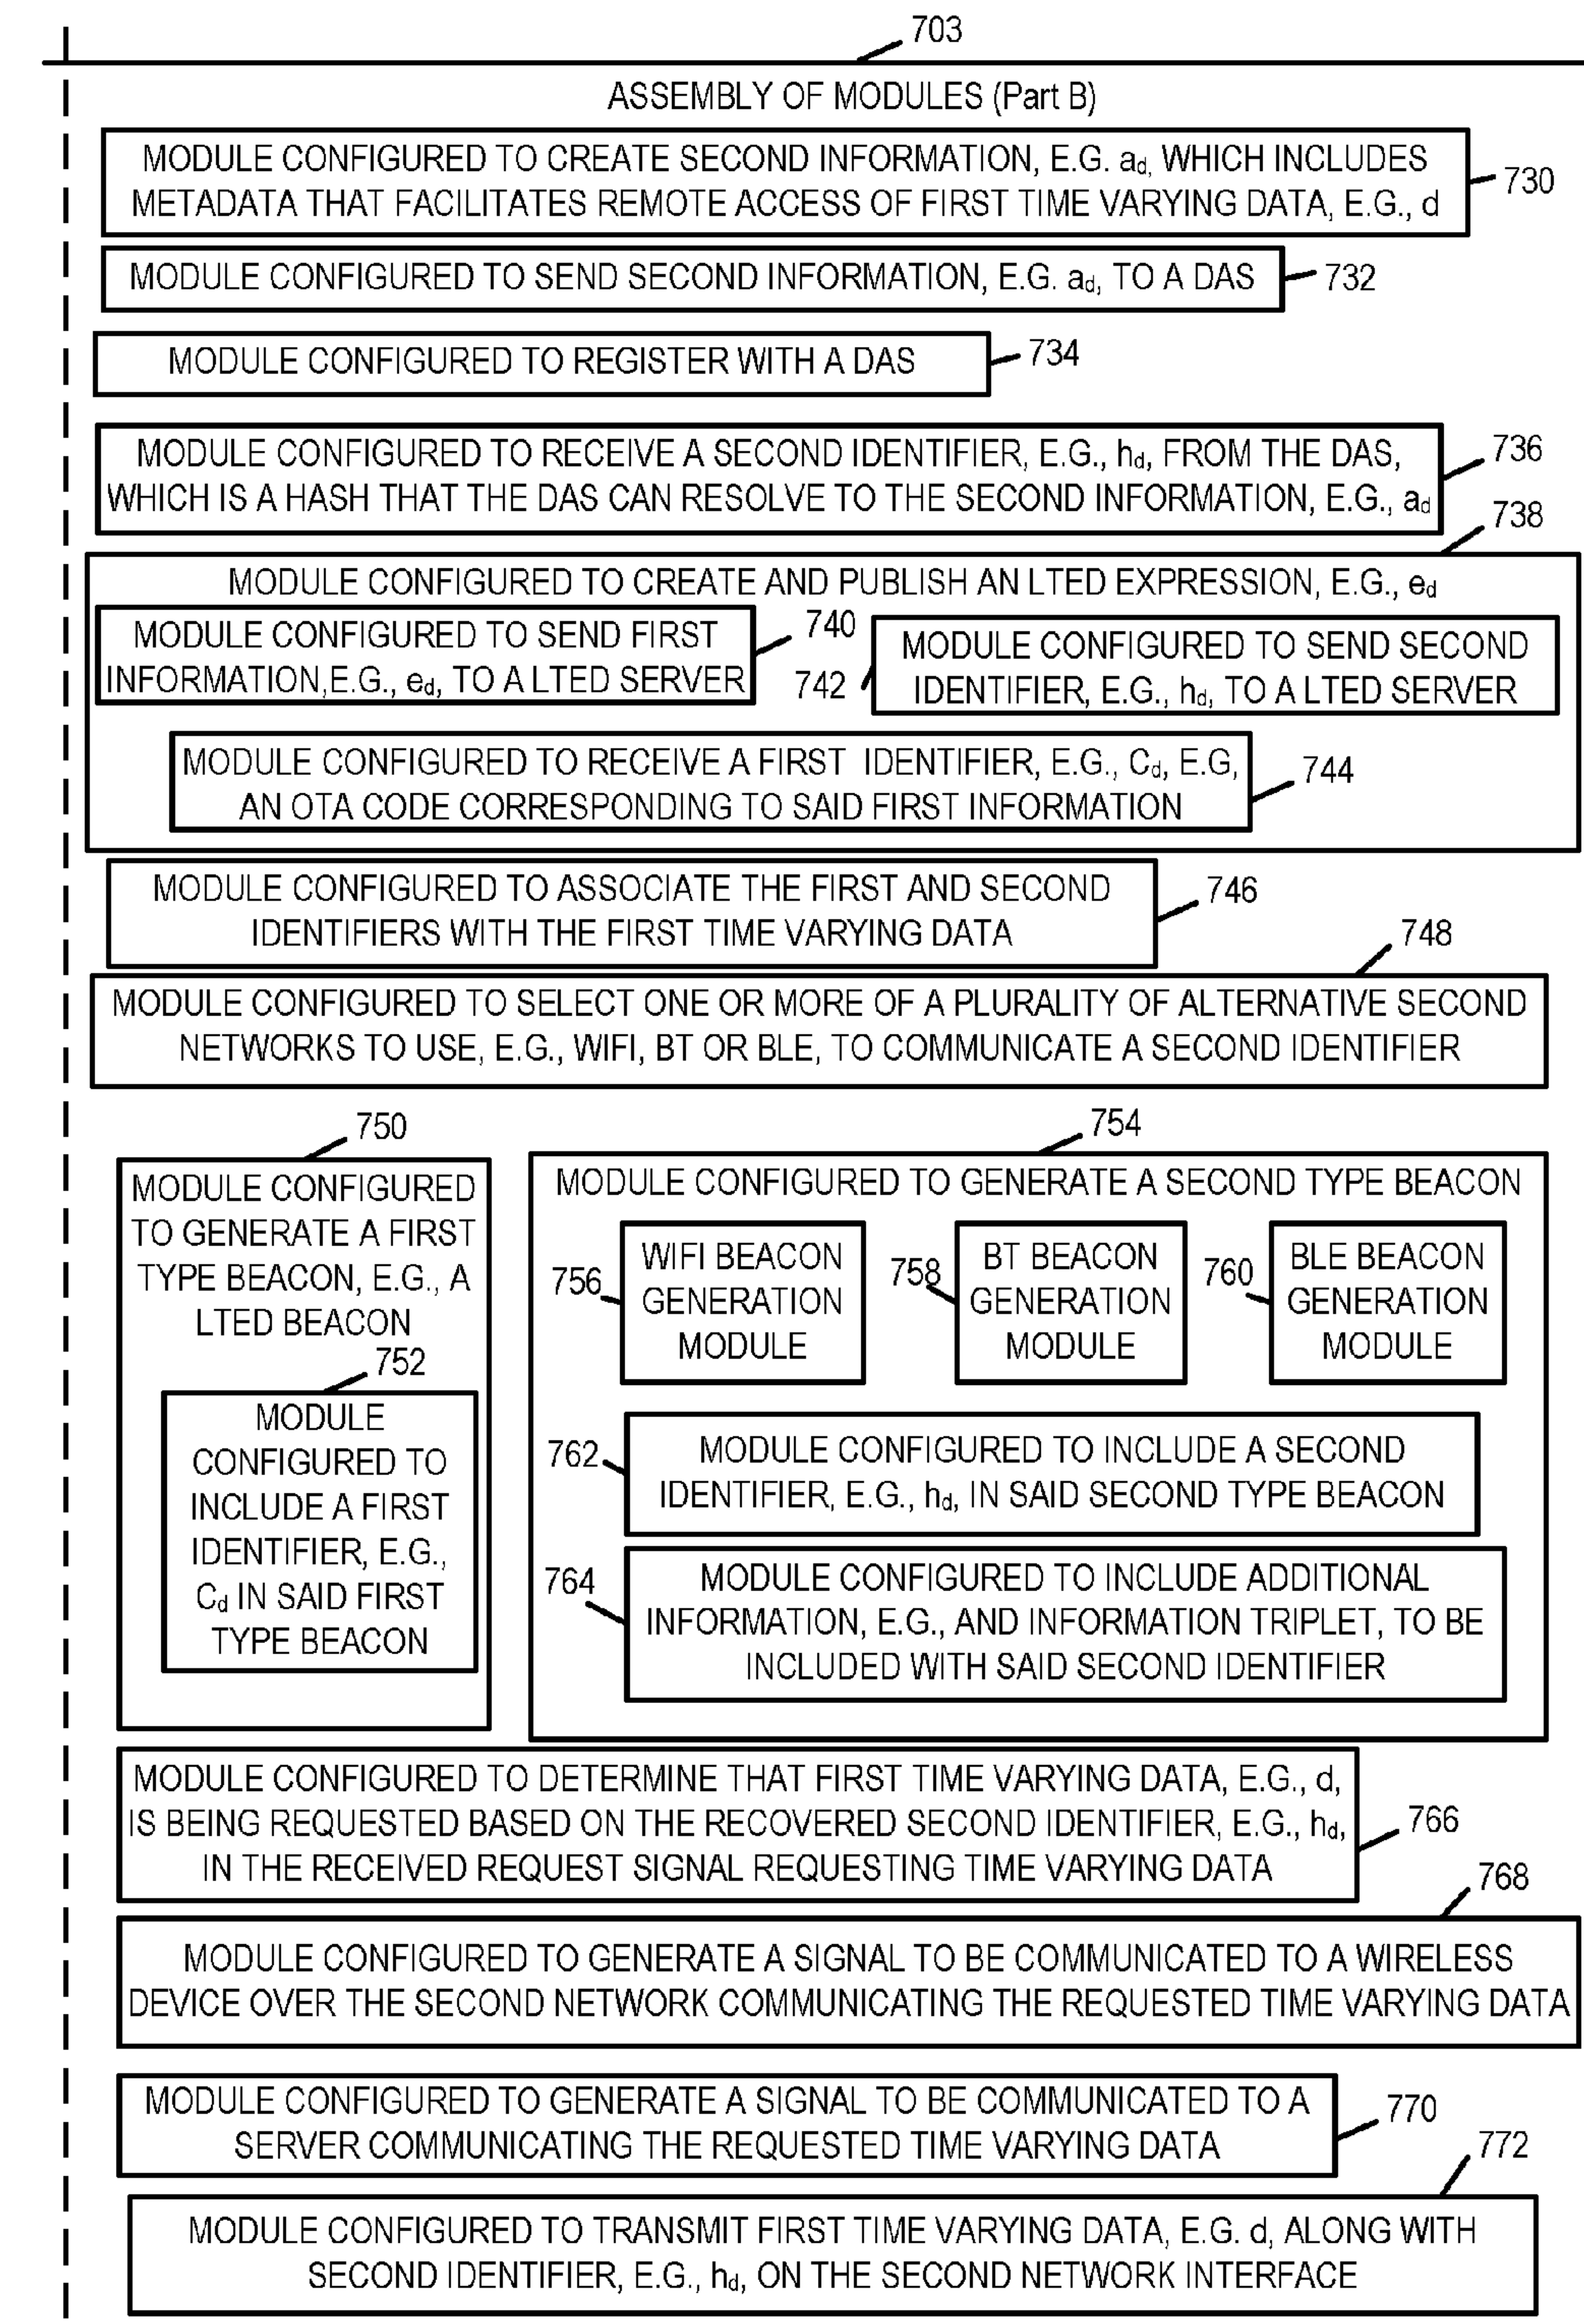 703
ASSEMBLY OF MODULES (Part B)
MODULE CONFIGURED TO CREATE SECOND INFORMATION, E.G. ad, WHICH INCLUDES
METADATA THAT FACILITATES REMOTE ACCESS OF FIRST TIME VARYING DATA, E.G., d
730
MODULE CONFIGURED TO SEND SECOND INFORMATION, E.G. ad, TO A DAS
732
MODULE CONFIGURED TO REGISTER WITH A DAS
734
MODULE CONFIGURED TO RECEIVE A SECOND IDENTIFIER, E.G., hd, FROM THE DAS,
WHICH IS A HASH THAT THE DAS CAN RESOLVE TO THE SECOND INFORMATION, E.G., ad
736
738
MODULE CONFIGURED TO CREATE AND PUBLISH AN LTED EXPRESSION, E.G., ed
MODULE CONFIGURED TO SEND FIRST
INFORMATION,E.G., ed, TO A LTED SERVER
740
742
MODULE CONFIGURED TO SEND SECOND
IDENTIFIER, E.G., hd, TO A LTED SERVER
MODULE CONFIGURED TO RECEIVE A FIRST IDENTIFIER, E.G., Cd, E.G,
AN OTA CODE CORRESPONDING TO SAID FIRST INFORMATION
744
MODULE CONFIGURED TO ASSOCIATE THE FIRST AND SECOND
IDENTIFIERS WITH THE FIRST TIME VARYING DATA
746
748
MODULE CONFIGURED TO SELECT ONE OR MORE OF A PLURALITY OF ALTERNATIVE SECOND
NETWORKS TO USE, E.G., WIFI, BT OR BLE, TO COMMUNICATE A SECOND IDENTIFIER
750
MODULE CONFIGURED
TO GENERATE A FIRST
TYPE BEACON, E.G., A
LTED BEACON
752
MODULE
CONFIGURED TO
INCLUDE A FIRST
IDENTIFIER, E.G.,
Cd IN SAID FIRST
TYPE BEACON
754
MODULE CONFIGURED TO GENERATE A SECOND TYPE BEACON
756
WIFI BEACON
GENERATION
MODULE
758
BT BEACON
GENERATION
MODULE
760
BLE BEACON
GENERATION
MODULE
762
MODULE CONFIGURED TO INCLUDE A SECOND
IDENTIFIER, E.G., hd, IN SAID SECOND TYPE BEACON
764
MODULE CONFIGURED TO INCLUDE ADDITIONAL
INFORMATION, E.G., AND INFORMATION TRIPLET, TO BE
INCLUDED WITH SAID SECOND IDENTIFIER
MODULE CONFIGURED TO DETERMINE THAT FIRST TIME VARYING DATA, E.G., d,
IS BEING REQUESTED BASED ON THE RECOVERED SECOND IDENTIFIER, E.G., hd,
IN THE RECEIVED REQUEST SIGNAL REQUESTING TIME VARYING DATA
766
768
MODULE CONFIGURED TO GENERATE A SIGNAL TO BE COMMUNICATED TO A WIRELESS
DEVICE OVER THE SECOND NETWORK COMMUNICATING THE REQUESTED TIME VARYING DATA
MODULE CONFIGURED TO GENERATE A SIGNAL TO BE COMMUNICATED TO A
SERVER COMMUNICATING THE REQUESTED TIME VARYING DATA
770
772
MODULE CONFIGURED TO TRANSMIT FIRST TIME VARYING DATA, E.G. d, ALONG WITH
SECOND IDENTIFIER, E.G., hd, ON THE SECOND NETWORK INTERFACE